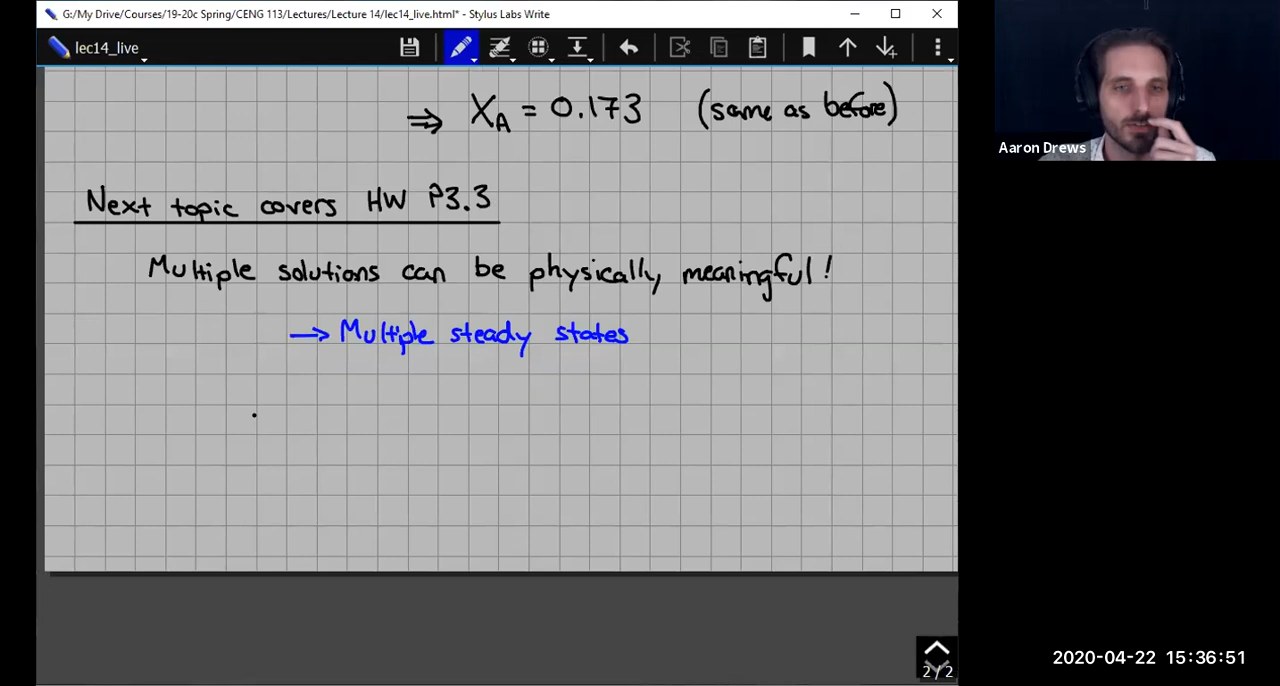 G:/My Drive/Courses/19-20c Spring/CENG 113/Lectures/Lecture 14/lec14_live.html* - Stylus Labs Write
lec14_live
⇒ XA = 0.173 (same as before)
Aaron Drews
Next topic covers HW P3.3
Multiple solutions can be physically meaningful!
→ Multiple steady states
2 / 2
2020-04-22 15:36:51